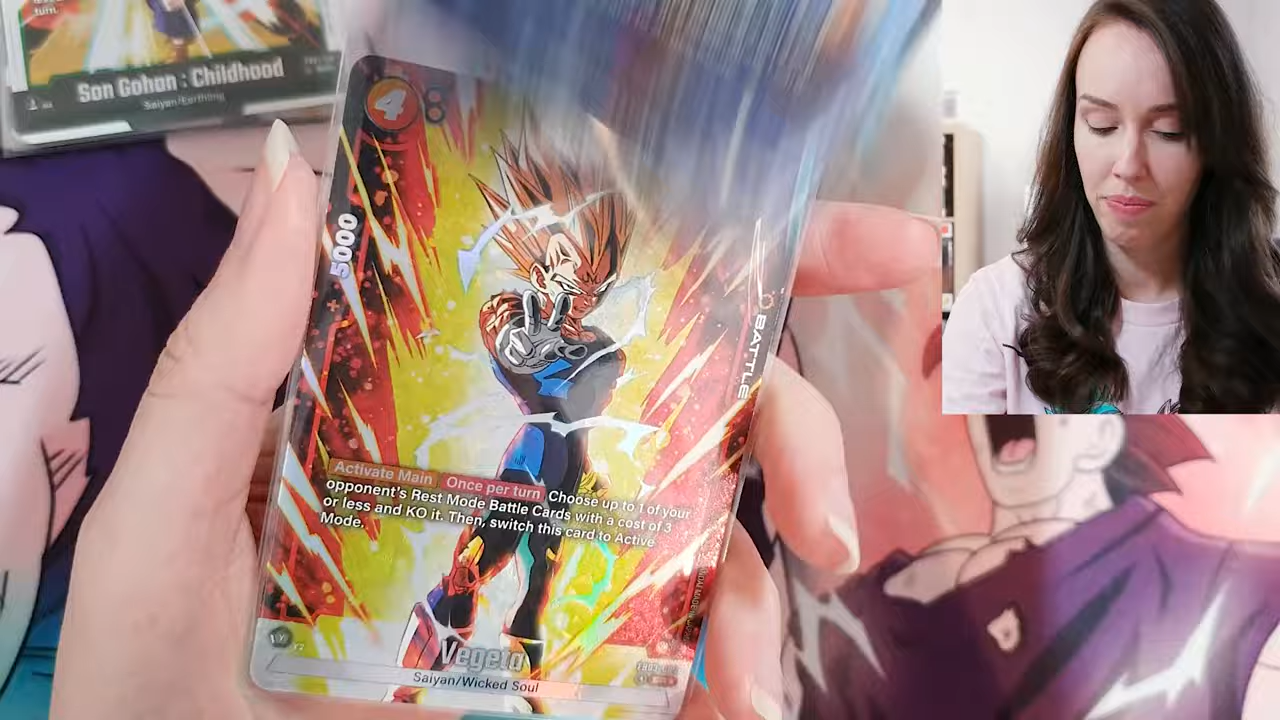 turn.
Son Gohan : Childhood
Saiyan/Earthling
4 8
5000
BATTLE
Activate Main Once per turn Choose up to 1 of your
opponent's Rest Mode Battle Cards with a cost of 3
or less and KO it. Then, switch this card to Active
Mode.
Vegeta
Saiyan/Wicked Soul